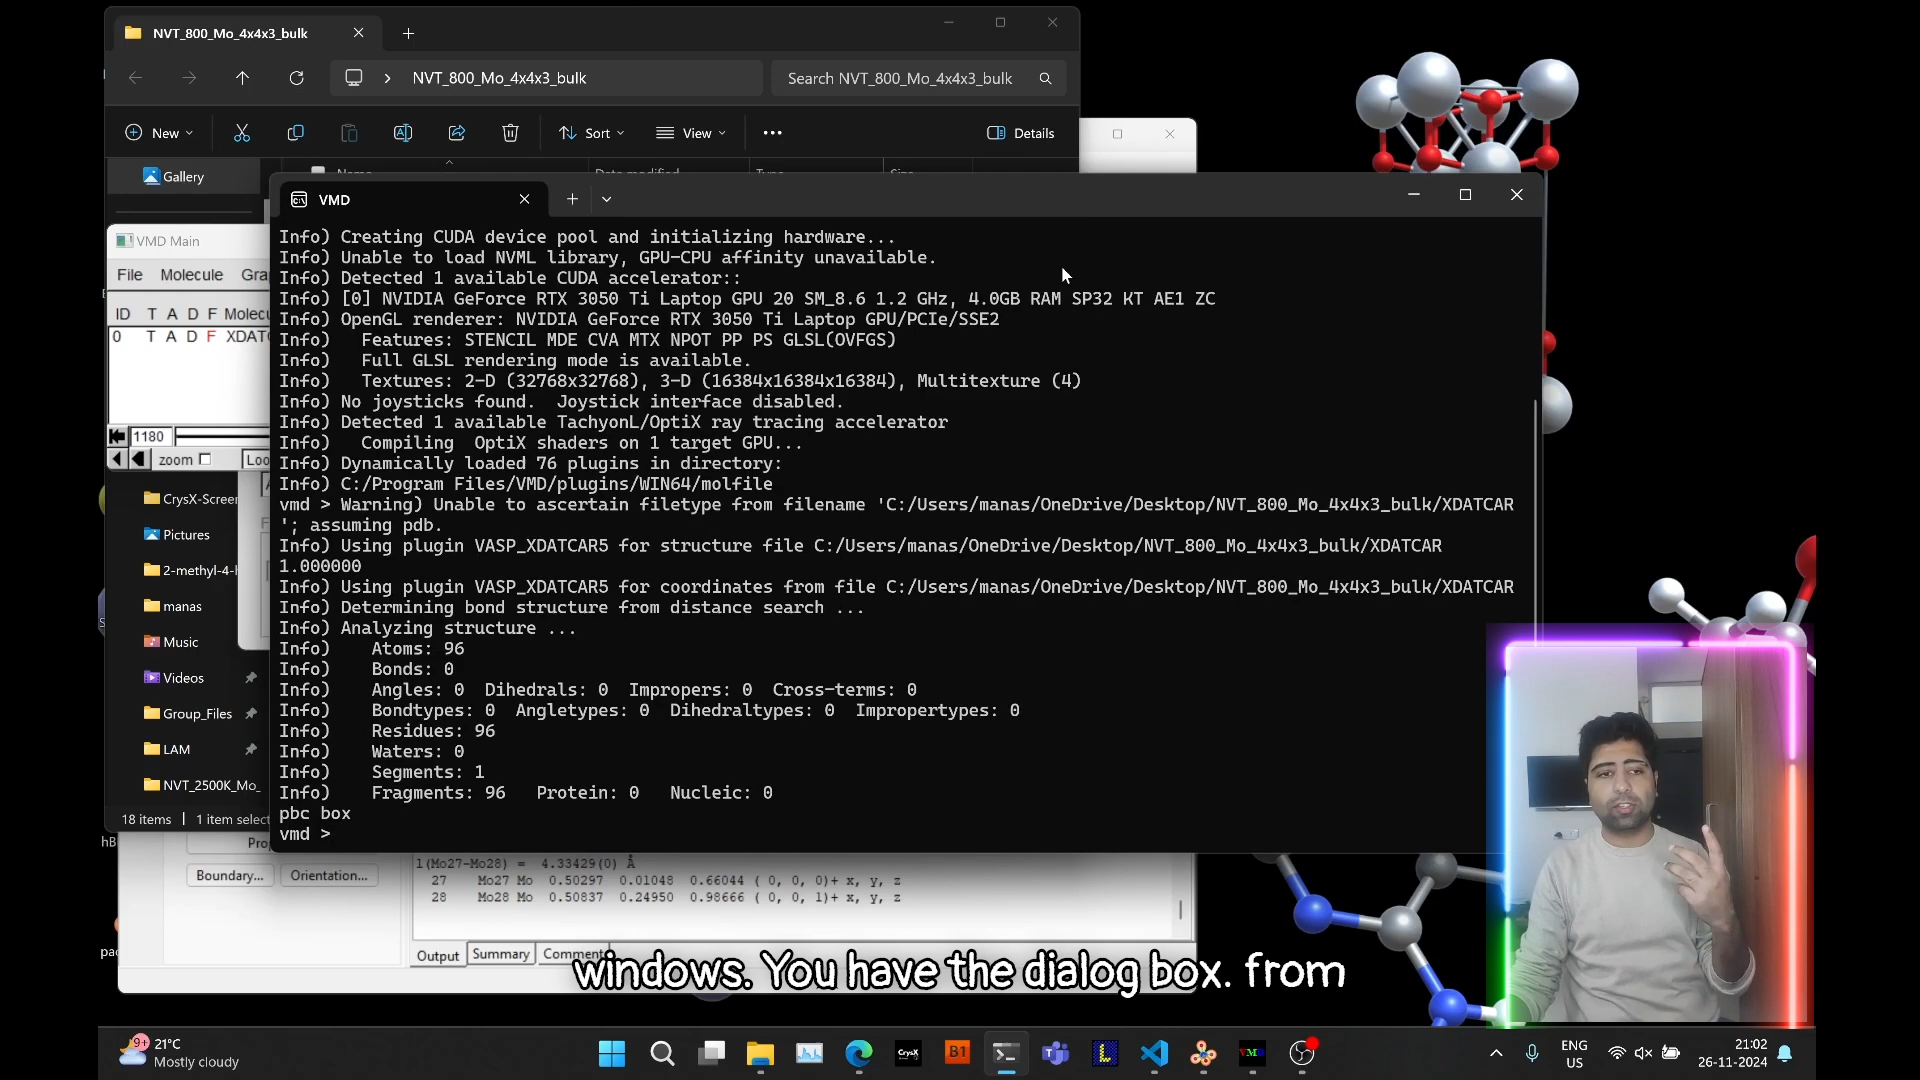 NVT_800_Mo_4x4x3_bulk
NVT_800_Mo_4x4x3_bulk
Search NVT_800_Mo_4x4x3_bulk
New
Sort
View
Details
Gallery
VMD
VMD Main
File Molecule
ID T A D F Molec
0 T A D F XDAT
1180
zoom
CrysX-Screen
Pictures
2-methyl-4-h
manas
Music
Videos
Group_Files
LAM
NVT_2500K_Mo_
18 items | 1 item select
Info) Creating CUDA device pool and initializing hardware...
Info) Unable to load NVML library, GPU-CPU affinity unavailable.
Info) Detected 1 available CUDA accelerator::
Info) [0] NVIDIA GeForce RTX 3050 Ti Laptop GPU 20 SM_8.6 1.2 GHz, 4.0GB RAM SP32 KT AE1 ZC
Info) OpenGL renderer: NVIDIA GeForce RTX 3050 Ti Laptop GPU/PCIe/SSE2
Info)   Features: STENCIL MDE CVA MTX NPOT PP PS GLSL(OVFGS)
Info)   Full GLSL rendering mode is available.
Info)   Textures: 2-D (32768x32768), 3-D (16384x16384x16384), Multitexture (4)
Info) No joysticks found.  Joystick interface disabled.
Info) Detected 1 available TachyonL/OptiX ray tracing accelerator
Info)   Compiling  OptiX shaders on 1 target GPU...
Info) Dynamically loaded 76 plugins in directory:
Info) C:/Program Files/VMD/plugins/WIN64/molfile
vmd > Warning) Unable to ascertain filetype from filename 'C:/Users/manas/OneDrive/Desktop/NVT_800_Mo_4x4x3_bulk/XDATCAR
'; assuming pdb.
Info) Using plugin VASP_XDATCAR5 for structure file C:/Users/manas/OneDrive/Desktop/NVT_800_Mo_4x4x3_bulk/XDATCAR
1.000000
Info) Using plugin VASP_XDATCAR5 for coordinates from file C:/Users/manas/OneDrive/Desktop/NVT_800_Mo_4x4x3_bulk/XDATCAR
Info) Determining bond structure from distance search ...
Info) Analyzing structure ...
Info)    Atoms: 96
Info)    Bonds: 0
Info)    Angles: 0  Dihedrals: 0  Impropers: 0  Cross-terms: 0
Info)    Bondtypes: 0  Angletypes: 0  Dihedraltypes: 0  Impropertypes: 0
Info)    Residues: 96
Info)    Waters: 0
Info)    Segments: 1
Info)    Fragments: 96   Protein: 0   Nucleic: 0
pbc box
vmd >
Boundary... Orientation...
l(Mo27-Mo28) =  4.33429(0) Å
27 Mo27 Mo 0.50297 0.01048 0.66044 ( 0, 0, 0)+ x, y, z
28 Mo28 Mo 0.50837 0.24950 0.98666 ( 0, 0, 1)+ x, y, z
Output Summary Comment
windows. You have the dialog box. from
9+
21°C
Mostly cloudy
CrysX
B1
VMD
ENG
US
21:02
26-11-2024